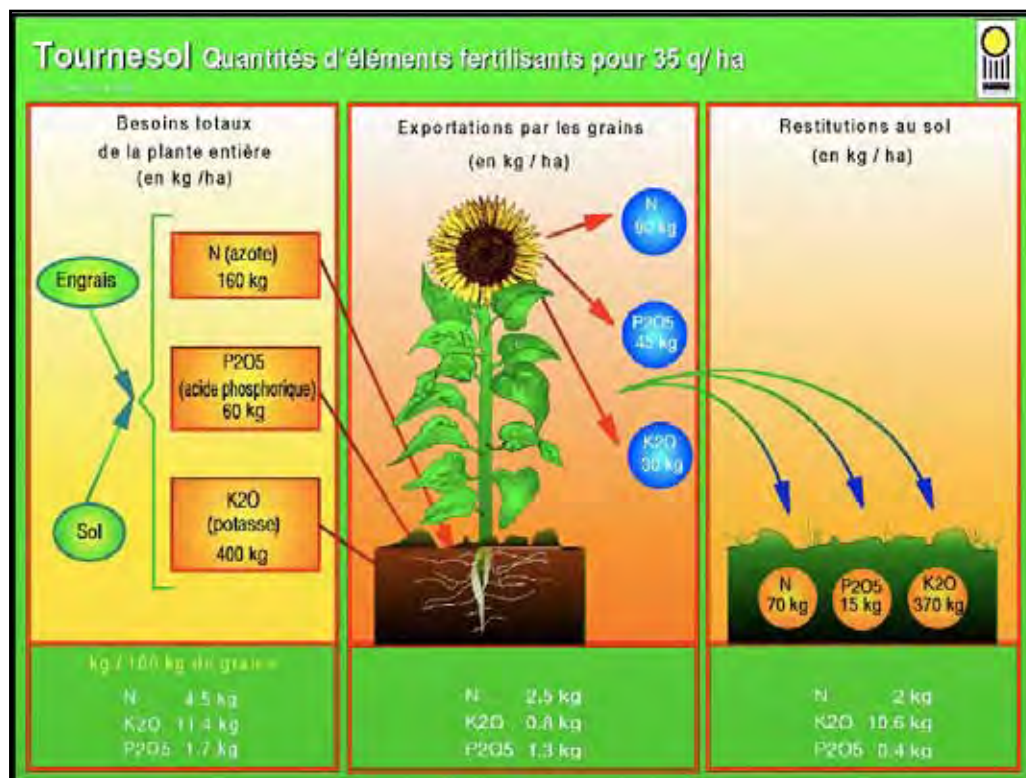 Tournesol Quantités d'éléments fertilisants pour 35 q/ ha
Besoins totaux
de la plante entière
(en kg /ha)
Engrais
Sol
N (azote)
160 kg
P2O5
(acide phosphorique)
60 kg
K2O
(potasse)
400 kg
kg / 100 kg de graine
N 4.5 kg
K2O 11.4 kg
P2O5 1.7 kg
Exportations par les grains
(en kg / ha)
N
90 kg
P2O5
45 kg
K2O
30 kg
N 2.5 kg
K2O 0.8 kg
P2O5 1.3 kg
Restitutions au sol
(en kg / ha)
N
70 kg
P2O5
15 kg
K2O
370 kg
N 2 kg
K2O 10.6 kg
P2O5 0.4 kg